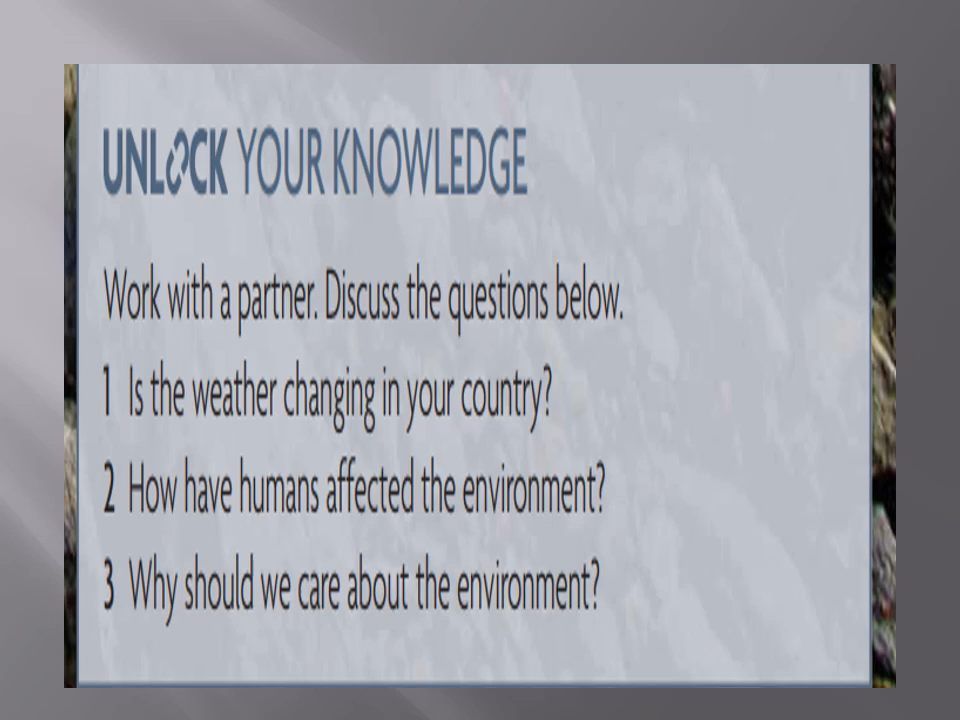 UNLOCK YOUR KNOWLEDGE
Work with a partner. Discuss the questions below.
1 Is the weather changing in your country?
2 How have humans affected the environment?
3 Why should we care about the environment?